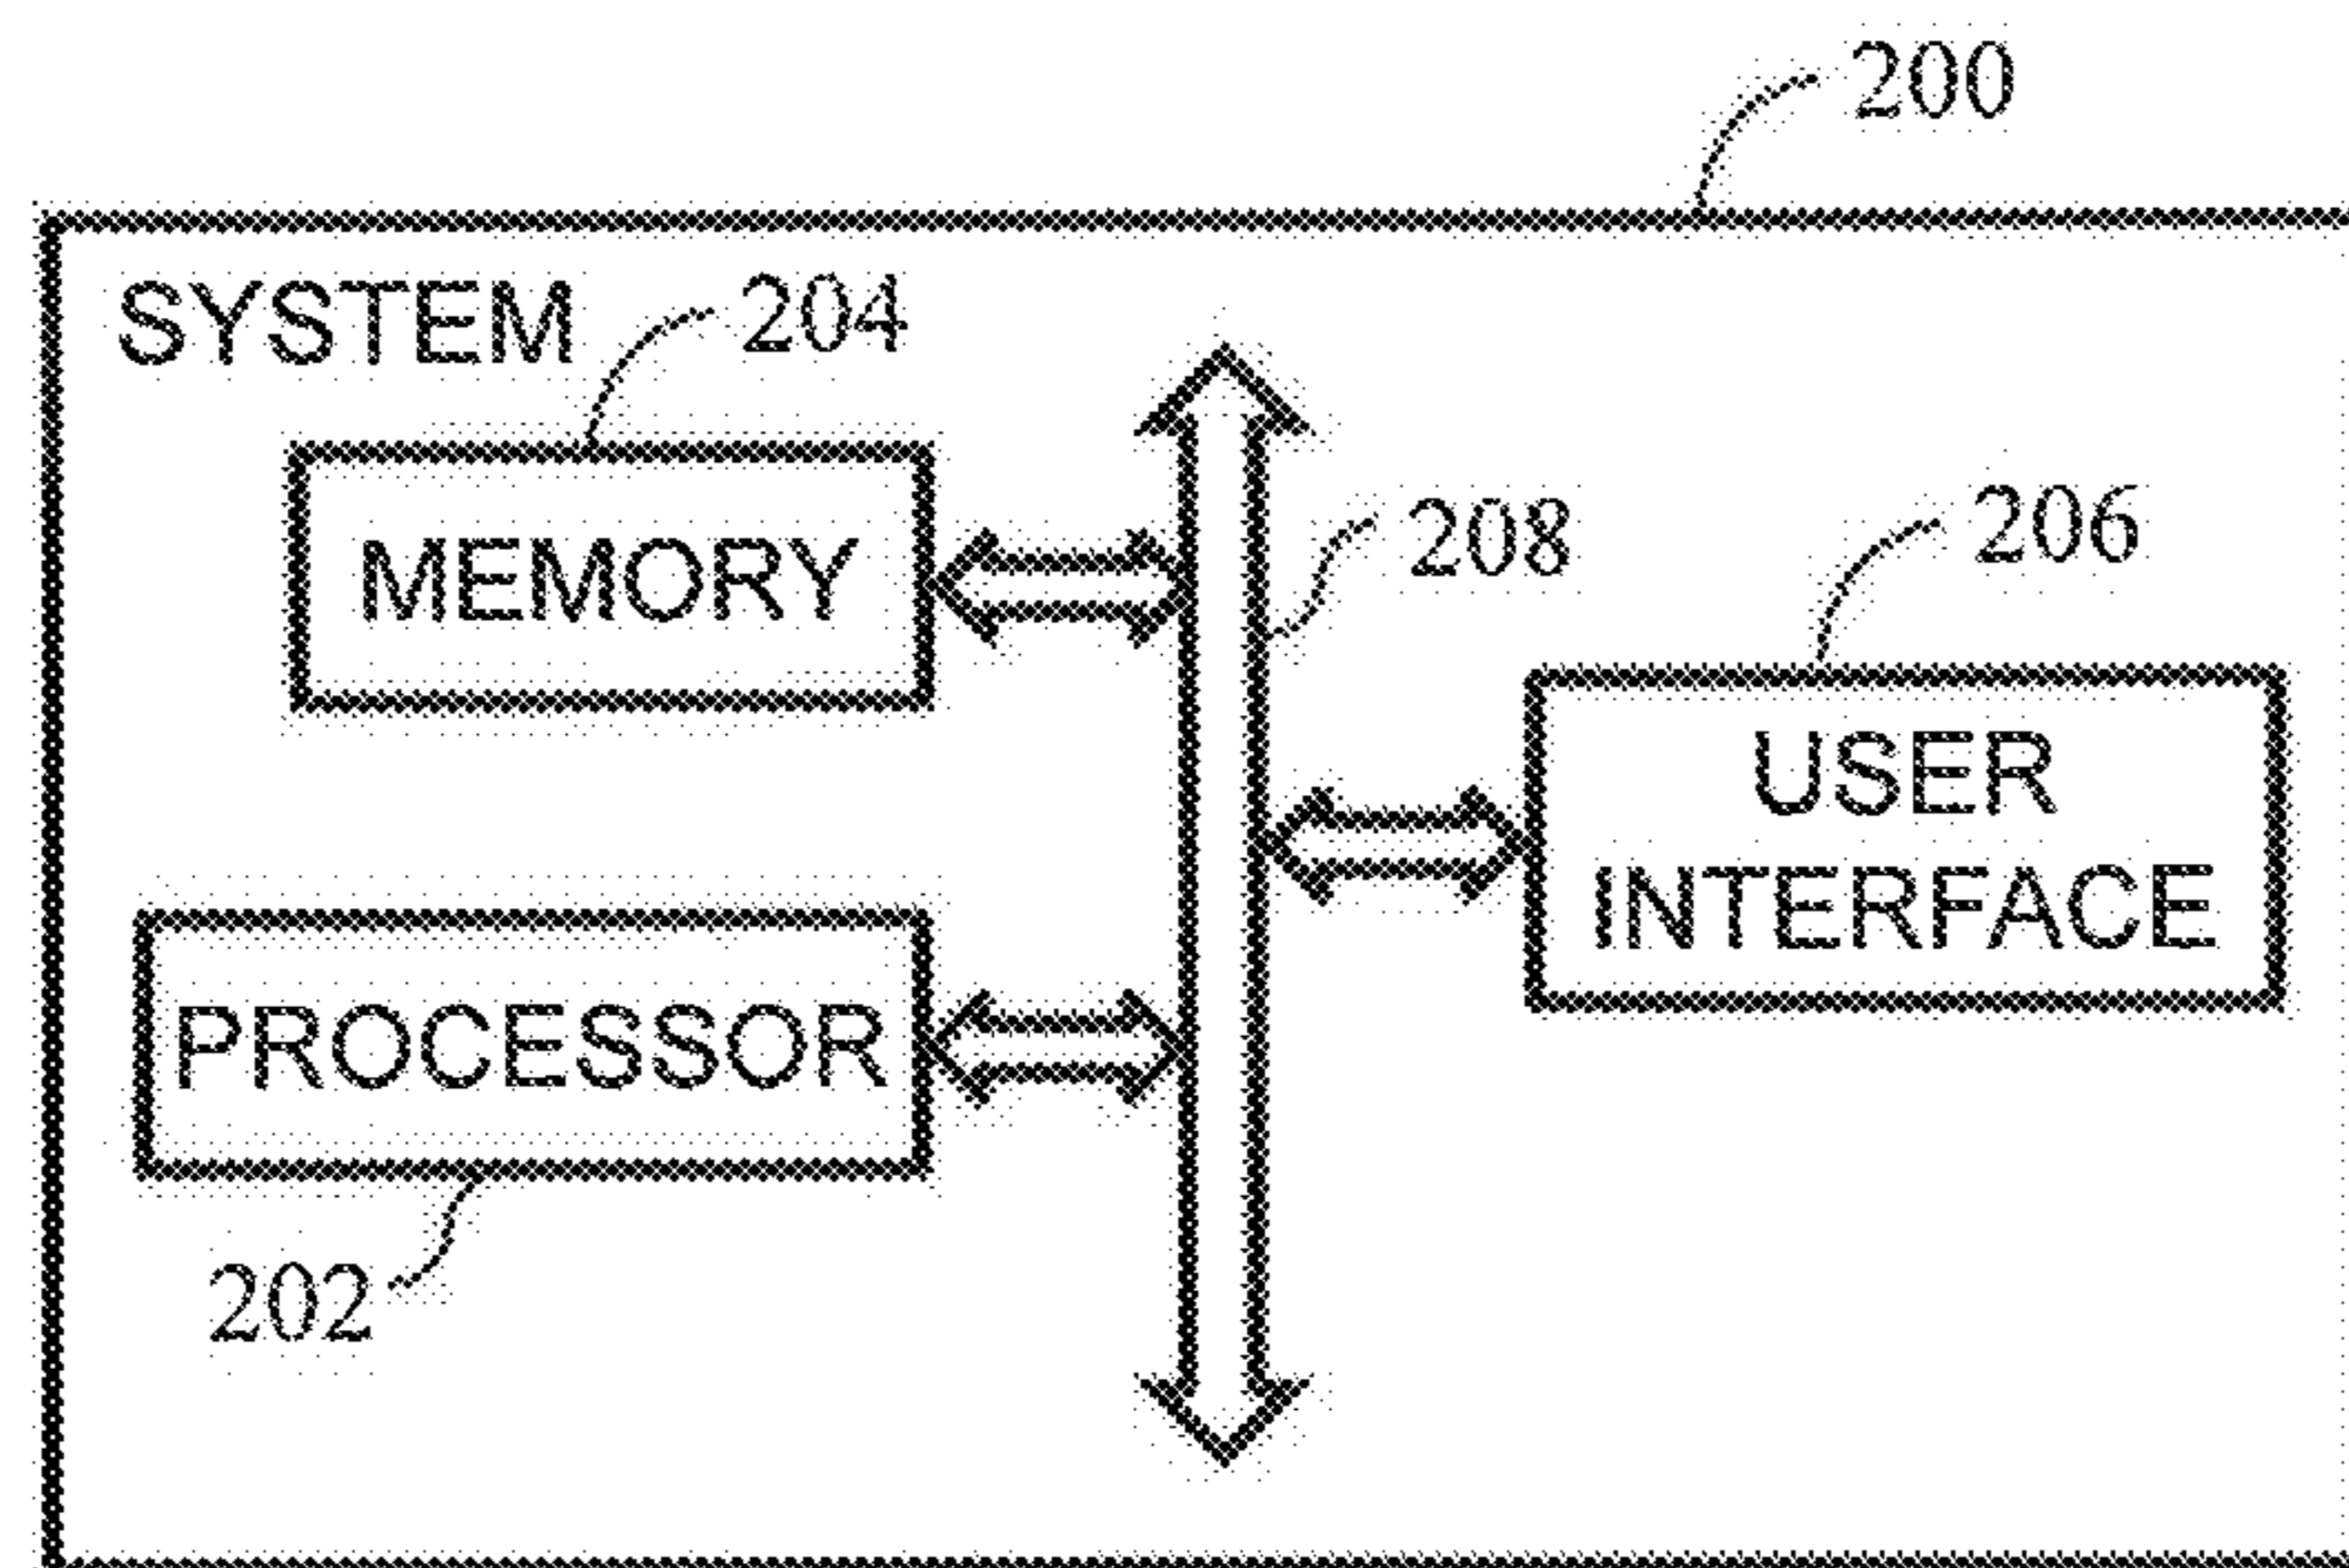 200
SYSTEM
204
MEMORY
208
206
USER
INTERFACE
PROCESSOR
202